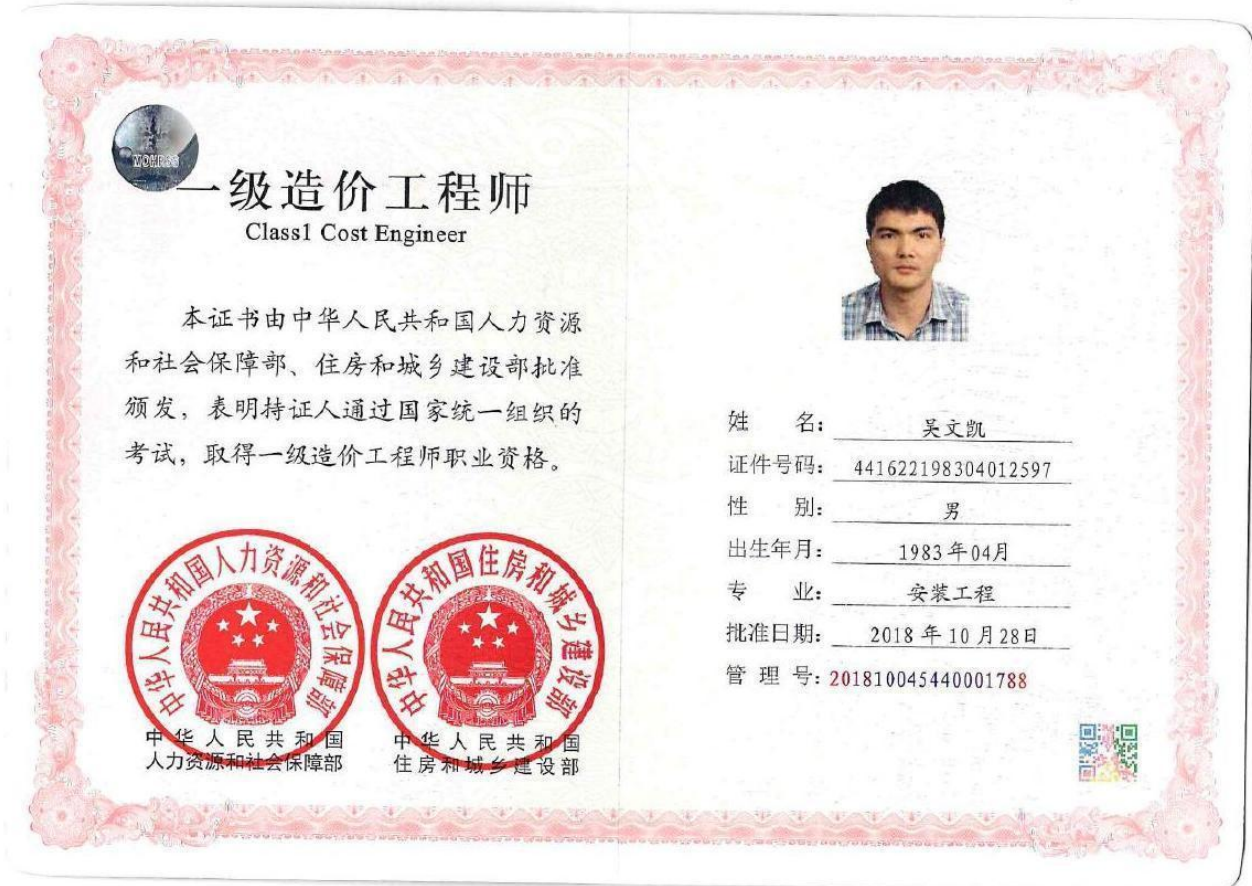 MOHRSS
一级造价工程师
Class1 Cost Engineer
本证书由中华人民共和国人力资源
和社会保障部、住房和城乡建设部批准
颁发，表明持证人通过国家统一组织的
考试，取得一级造价工程师职业资格。
中华人民共和国人力资源和社会保障部
中华人民共和国
人力资源和社会保障部
中华人民共和国住房和城乡建设部
中华人民共和国
住房和城乡建设部
姓 名：吴文凯
证件号码：441622198304012597
性 别：男
出生年月：1983年04月
专 业：安装工程
批准日期：2018年10月28日
管 理 号：201810045440001788